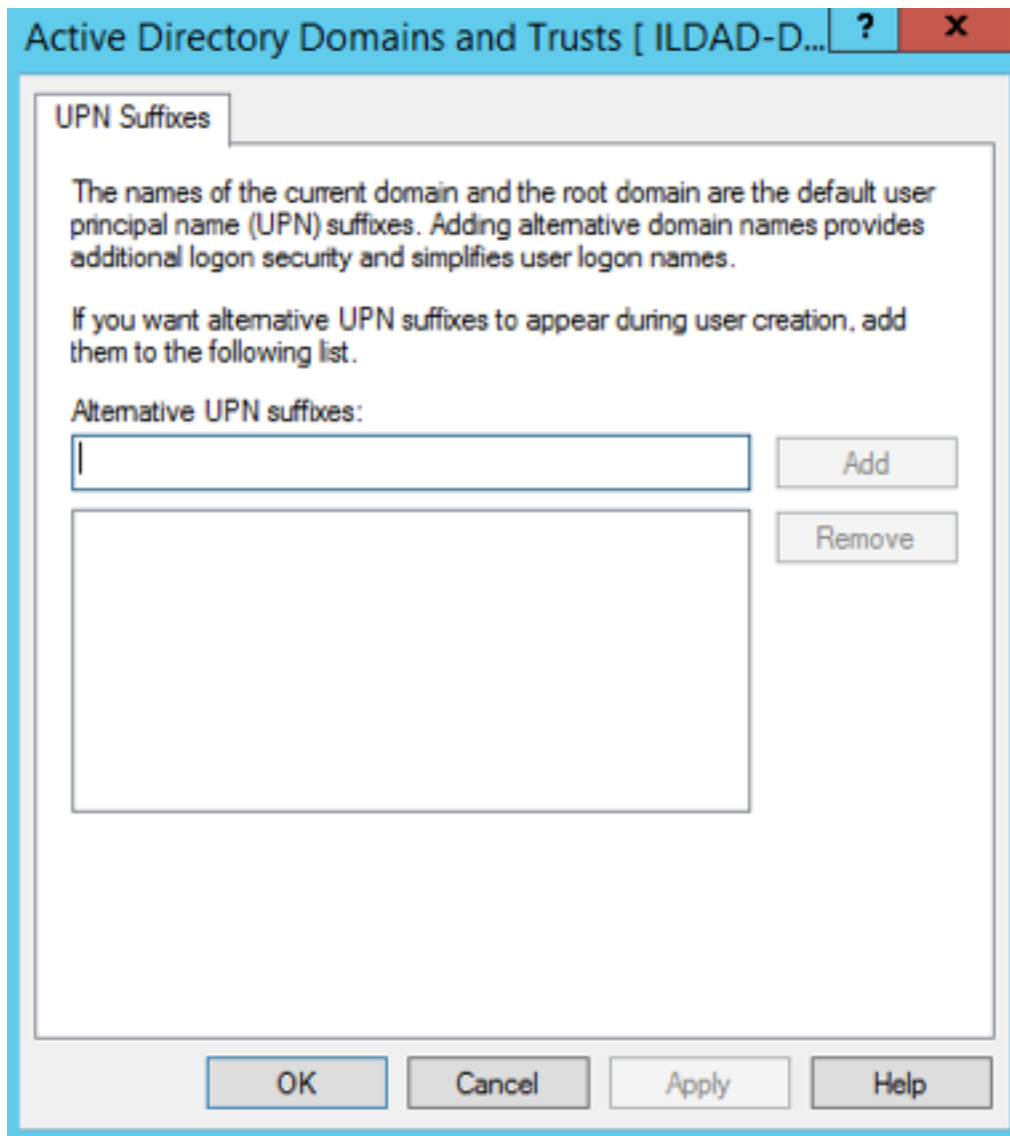 Active Directory Domains and Trusts [ ILDAD-D...
?
x
UPN Suffixes
The names of the current domain and the root domain are the default user
principal name (UPN) suffixes. Adding alternative domain names provides
additional logon security and simplifies user logon names.
If you want alternative UPN suffixes to appear during user creation, add
them to the following list.
Alternative UPN suffixes:
Add
Remove
OK
Cancel
Apply
Help